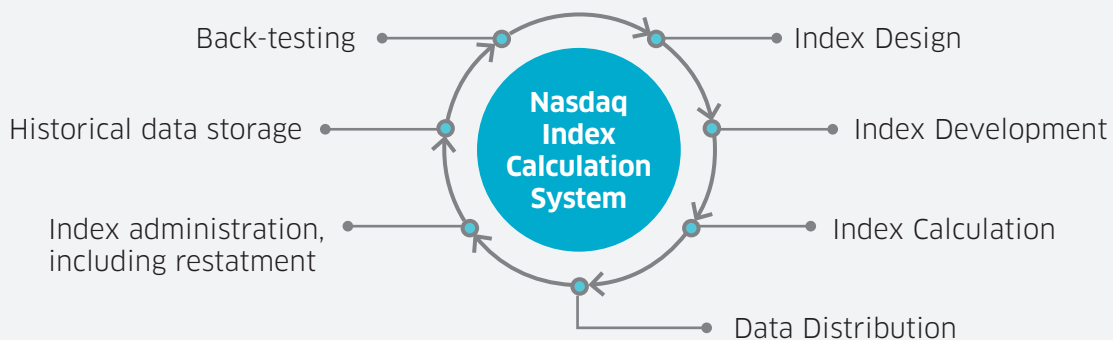 Back-testing
Index Design
Nasdaq
Index
Calculation
System
Historical data storage
Index Development
Index administration,
including restatment
Index Calculation
Data Distribution